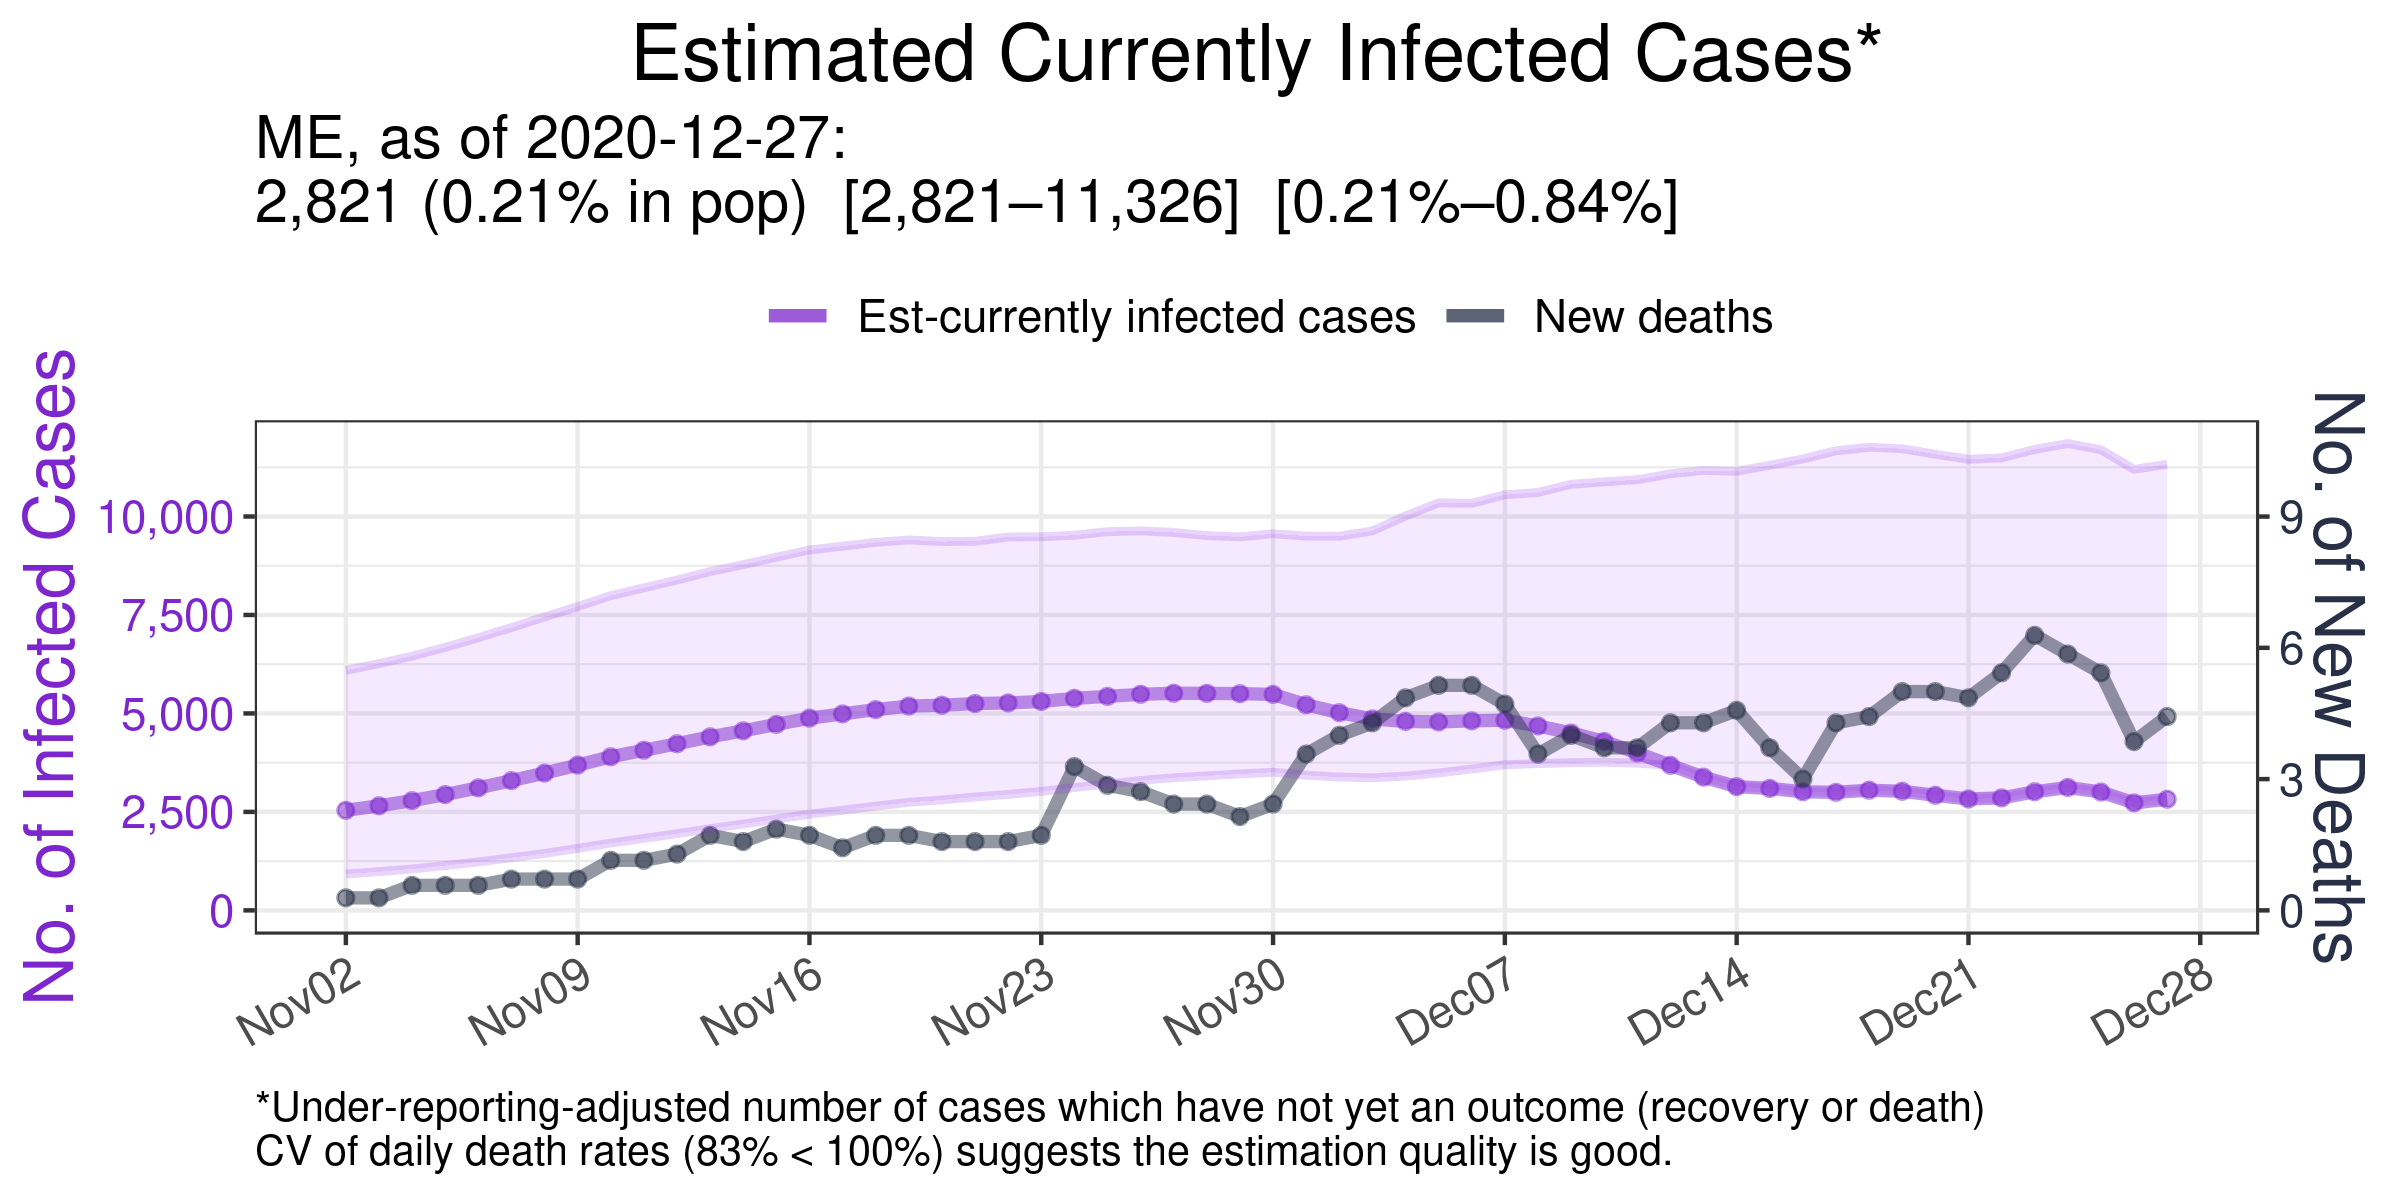 Estimated Currently Infected Cases*
ME, as of 2020-12-27:
2,821 (0.21% in pop)  [2,821–11,326]  [0.21%–0.84%]
Est-currently infected cases
New deaths
No. of Infected Cases
10,000
7,500
5,000
2,500
0
9
6
3
0
No. of New Deaths
Nov02
Nov09
Nov16
Nov23
Nov30
Dec07
Dec14
Dec21
Dec28
*Under-reporting-adjusted number of cases which have not yet an outcome (recovery or death)
CV of daily death rates (83% < 100%) suggests the estimation quality is good.